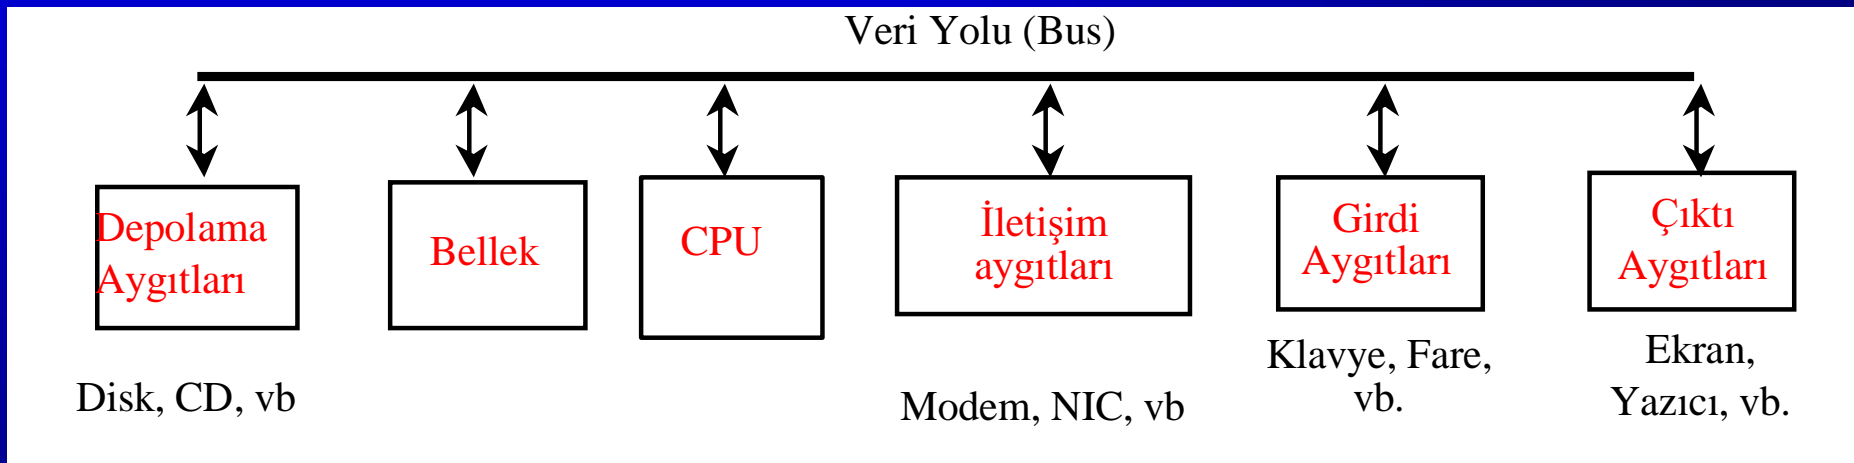 Veri Yolu (Bus)
Depolama
Aygıtları
Bellek
CPU
İletişim
aygıtları
Girdi
Aygıtları
Çıktı
Aygıtları
Disk, CD, vb
Modem, NIC, vb
Klavye, Fare,
vb.
Ekran,
Yazıcı, vb.